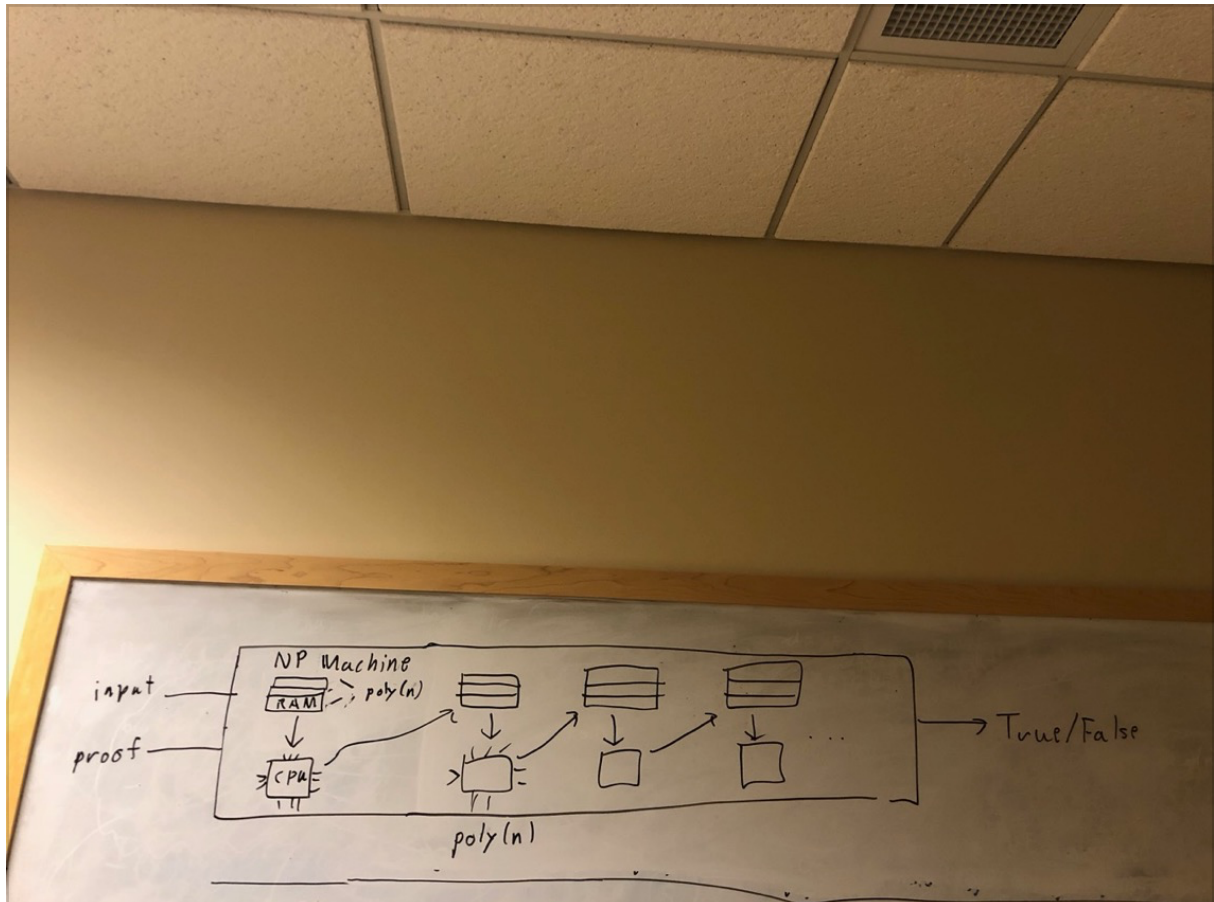 NP Machine
input
poly(n)
RAM
proof
True/False
cpu
poly(n)